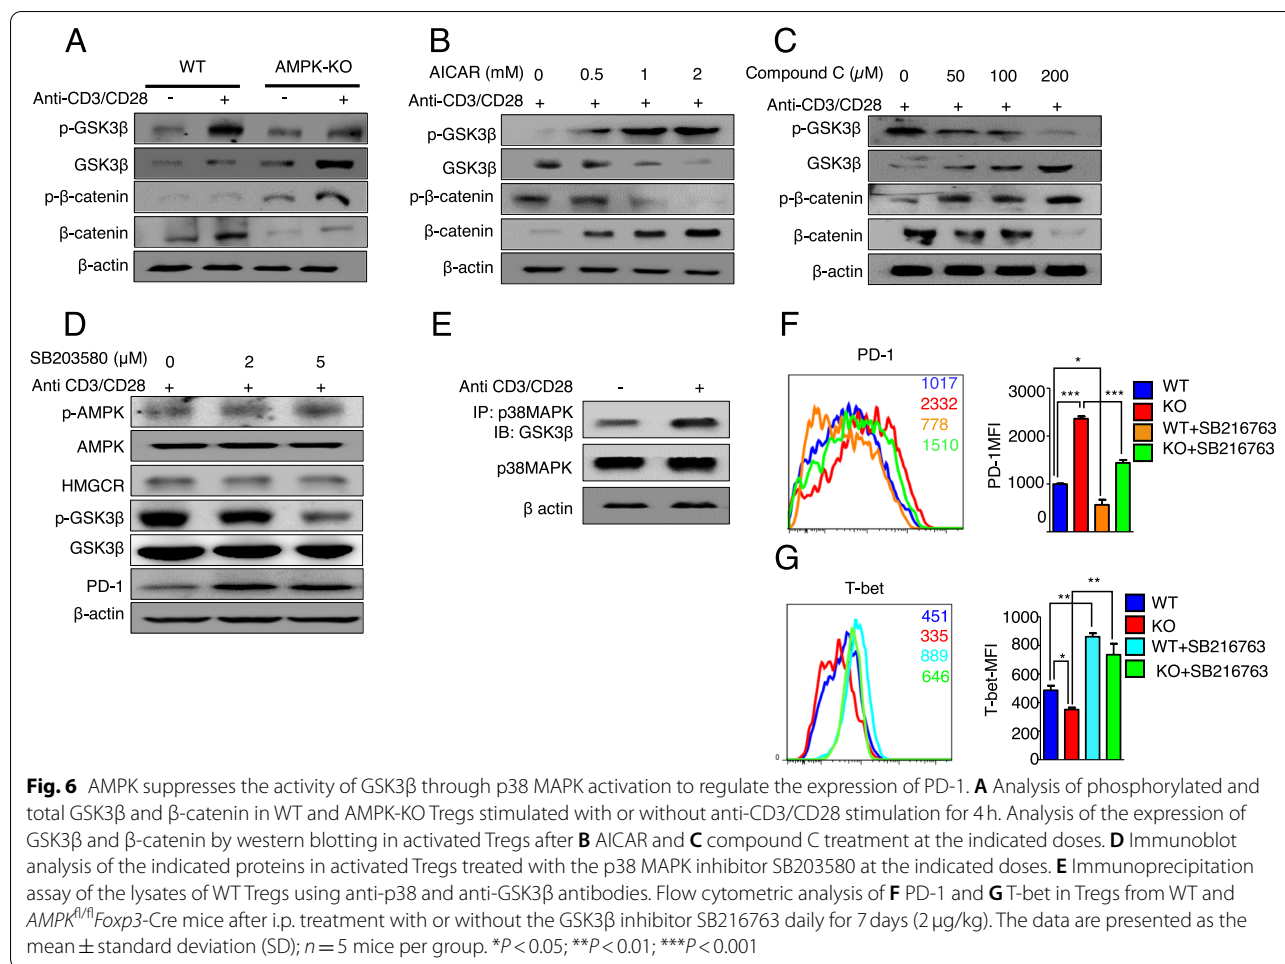 A
WT AMPK-KO
Anti-CD3/CD28 - + - +
p-GSK3β
GSK3β
p-β-catenin
β-catenin
β-actin
B
AICAR (mM) 0 0.5 1 2
Anti-CD3/CD28 + + + +
p-GSK3β
GSK3β
p-β-catenin
β-catenin
β-actin
C
Compound C (µM) 0 50 100 200
Anti-CD3/CD28 + + + +
p-GSK3β
GSK3β
p-β-catenin
β-catenin
β-actin
D
SB203580 (µM) 0 2 5
Anti CD3/CD28 + + +
p-AMPK
AMPK
HMGCR
p-GSK3β
GSK3β
PD-1
β-actin
E
Anti CD3/CD28 - +
IP: p38MAPK
IB: GSK3β
p38MAPK
β actin
F
PD-1
1017
2332
778
1510
PD-1MFI
3000
2000
1000
0
*
*** ***
WT
KO
WT+SB216763
KO+SB216763
G
T-bet
451
335
889
646
0
T-bet-MFI
1000
800
600
400
200
0
**
**
*
WT
KO
WT+SB216763
KO+SB216763
Fig. 6 AMPK suppresses the activity of GSK3β through p38 MAPK activation to regulate the expression of PD-1. A Analysis of phosphorylated and
total GSK3β and β-catenin in WT and AMPK-KO Tregs stimulated with or without anti-CD3/CD28 stimulation for 4 h. Analysis of the expression of
GSK3β and β-catenin by western blotting in activated Tregs after B AICAR and C compound C treatment at the indicated doses. D Immunoblot
analysis of the indicated proteins in activated Tregs treated with the p38 MAPK inhibitor SB203580 at the indicated doses. E Immunoprecipitation
assay of the lysates of WT Tregs using anti-p38 and anti-GSK3β antibodies. Flow cytometric analysis of F PD-1 and G T-bet in Tregs from WT and
AMPKfl/flFoxp3-Cre mice after i.p. treatment with or without the GSK3β inhibitor SB216763 daily for 7 days (2 µg/kg). The data are presented as the
mean ± standard deviation (SD); n = 5 mice per group. *P < 0.05; **P < 0.01; ***P < 0.001